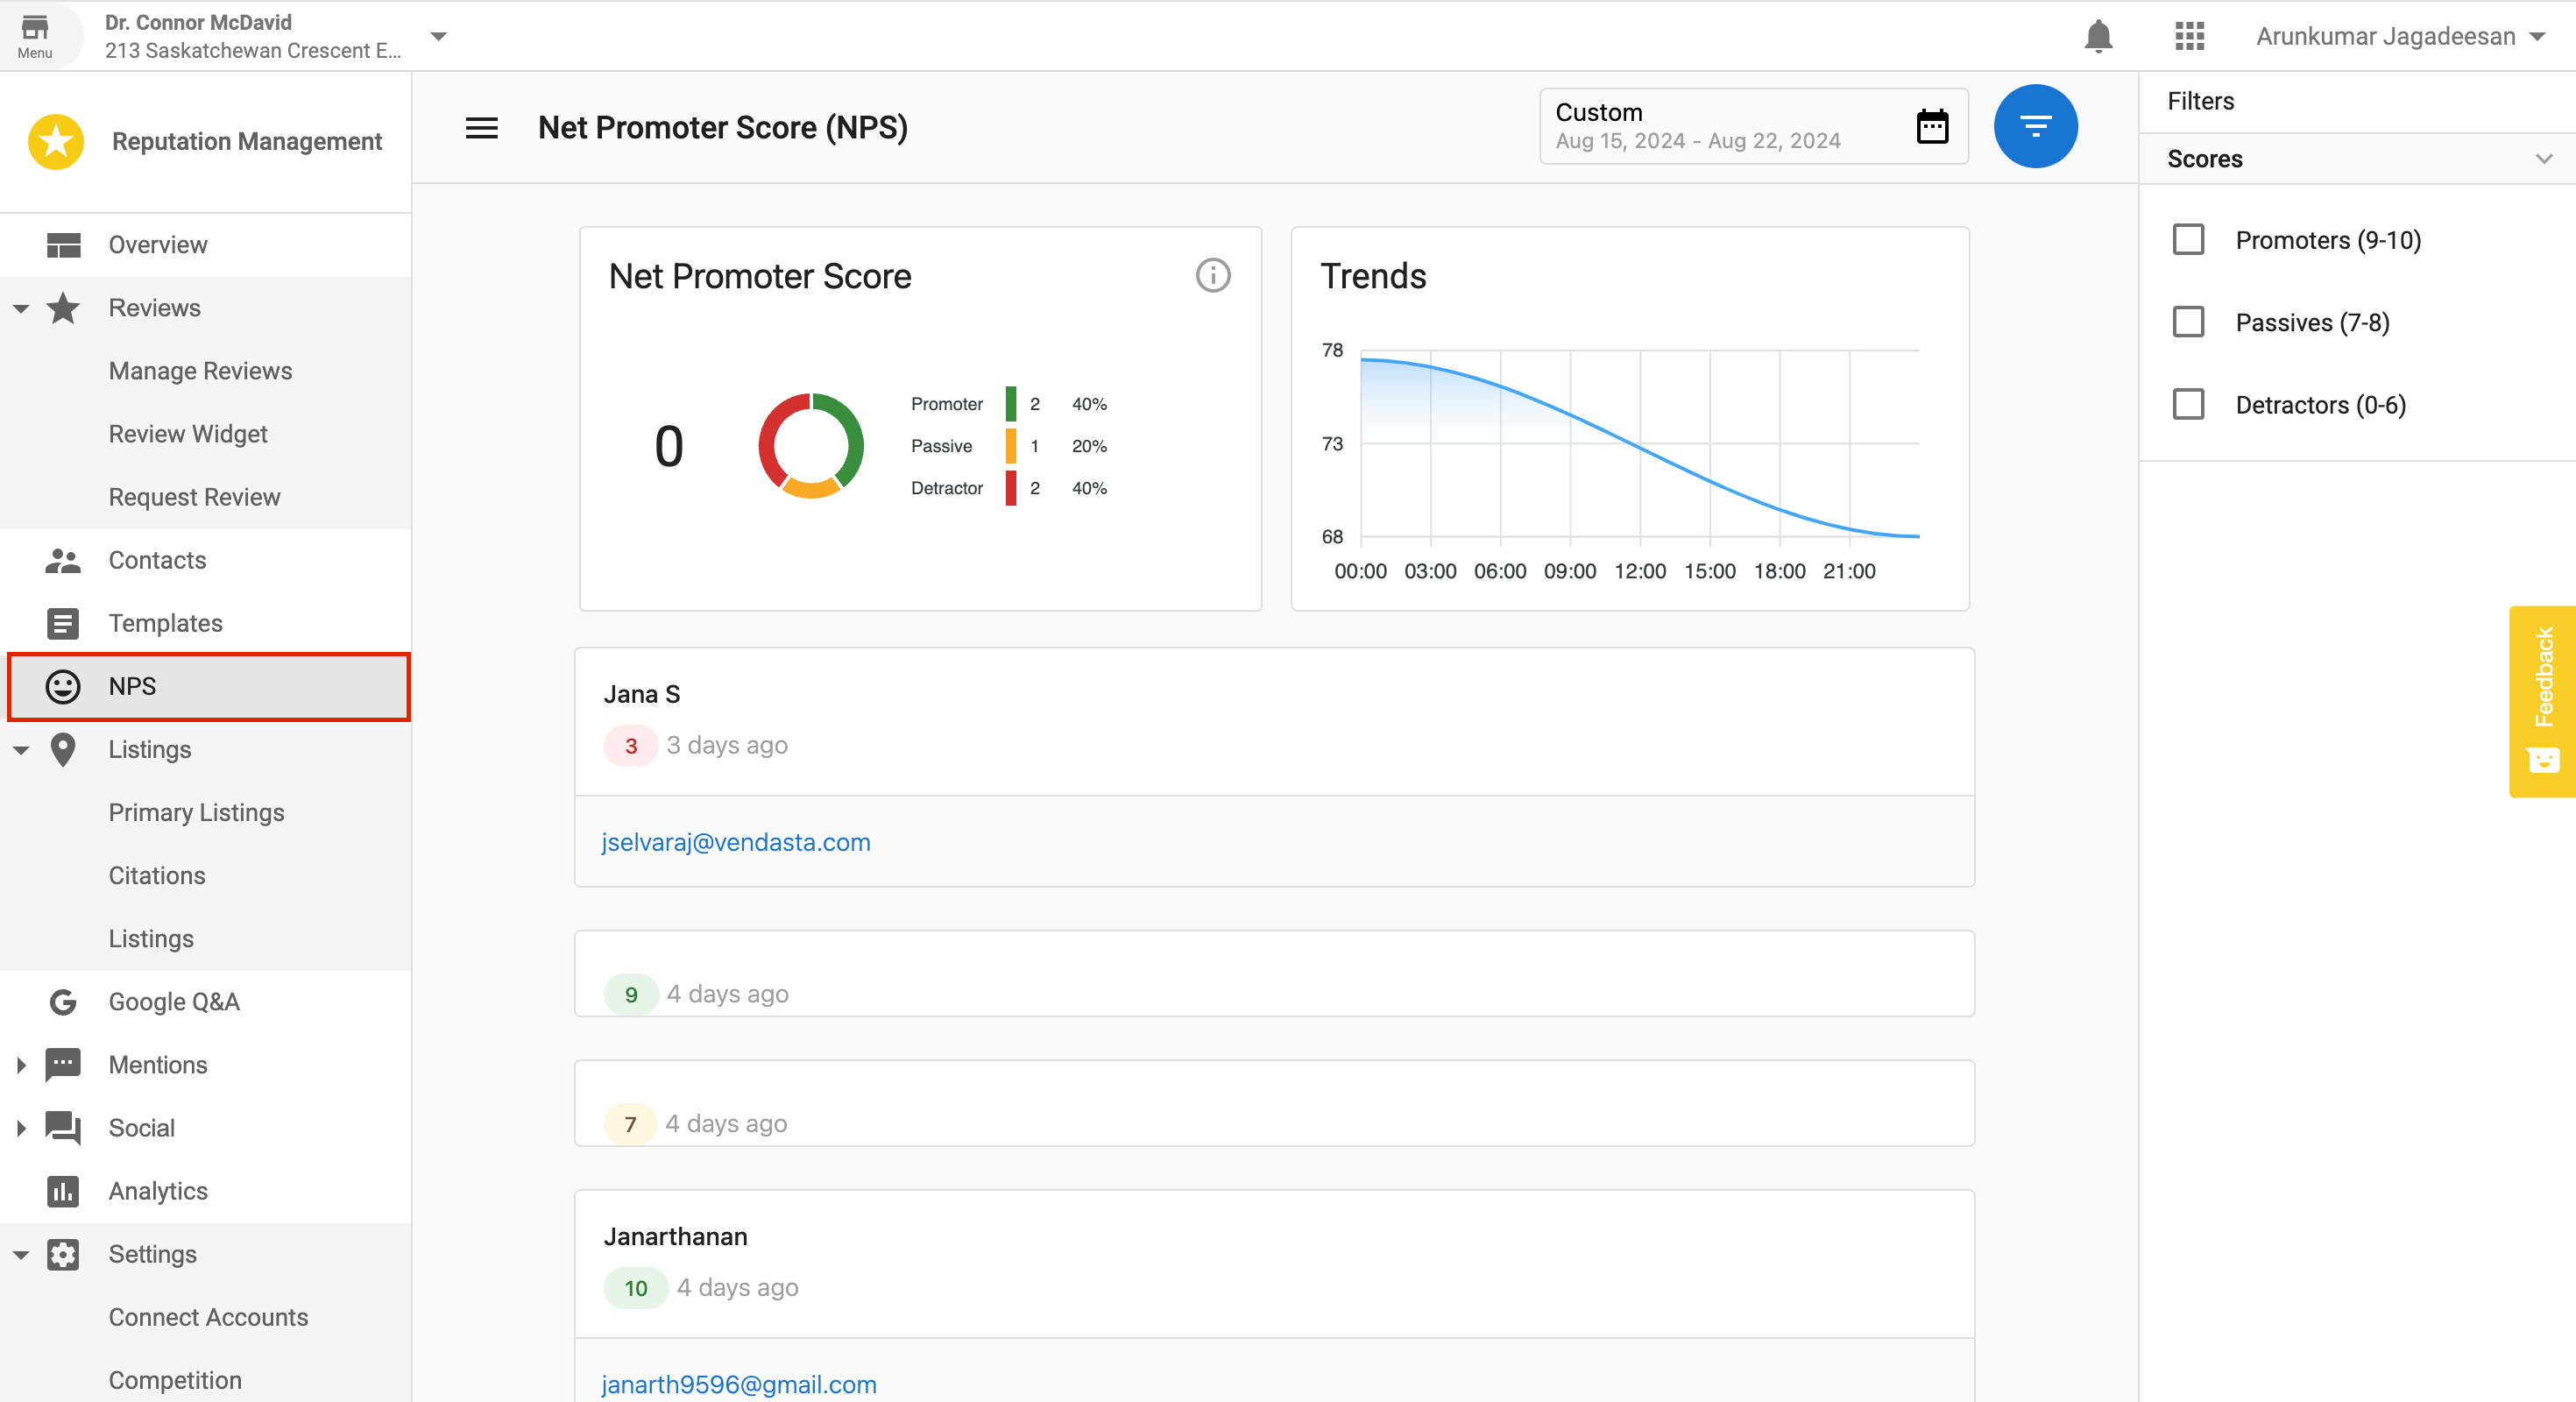 Menu
Dr. Connor McDavid
213 Saskatchewan Crescent E...
Arunkumar Jagadeesan
Reputation Management
Overview
Reviews
Manage Reviews
Review Widget
Request Review
Contacts
Templates
NPS
Listings
Primary Listings
Citations
Listings
Google Q&A
Mentions
Social
Analytics
Settings
Connect Accounts
Competition
Net Promoter Score (NPS)
Custom
Aug 15, 2024 - Aug 22, 2024
Net Promoter Score
0
Promoter 2 40%
Passive 1 20%
Detractor 2 40%
Trends
78
73
68
00:00 03:00 06:00 09:00 12:00 15:00 18:00 21:00
Jana S
3 3 days ago
jselvaraj@vendasta.com
9 4 days ago
7 4 days ago
Janarthanan
10 4 days ago
janarth9596@gmail.com
Filters
Scores
Promoters (9-10)
Passives (7-8)
Detractors (0-6)
Feedback